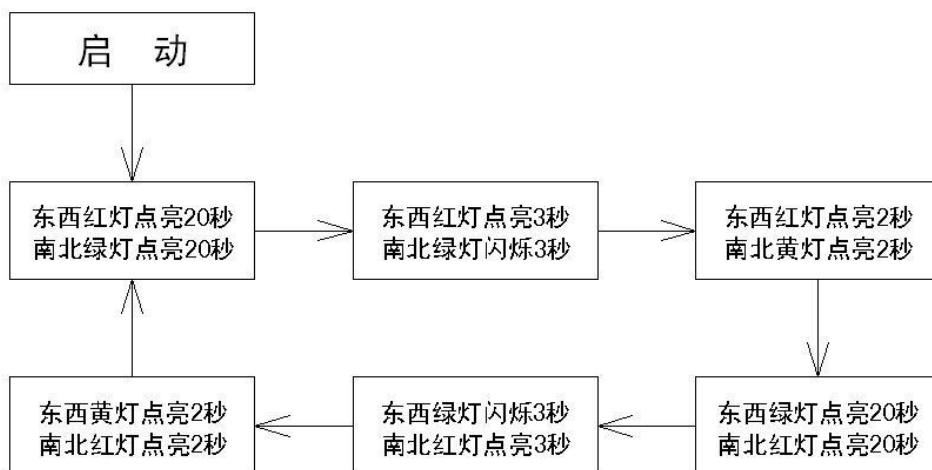 启 动
东西红灯点亮20秒
南北绿灯点亮20秒
东西红灯点亮3秒
南北绿灯闪烁3秒
东西红灯点亮2秒
南北黄灯点亮2秒
东西绿灯点亮20秒
南北红灯点亮20秒
东西绿灯闪烁3秒
南北红灯点亮3秒
东西黄灯点亮2秒
南北红灯点亮2秒